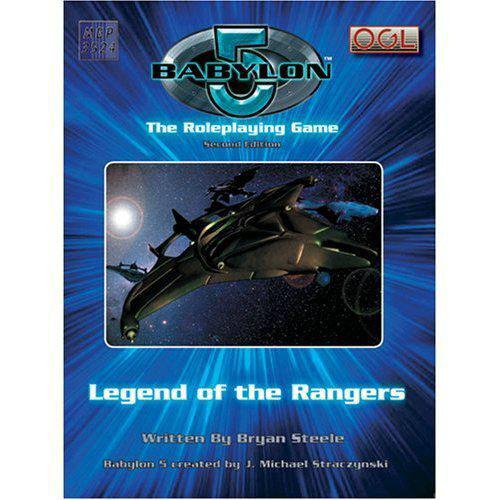 MGP
3324
OGL
BABYLON
5
TM
The Roleplaying Game
Second Edition
Legend of the Rangers
Written By Bryan Steele
Babylon 5 created by J. Michael Straczynski